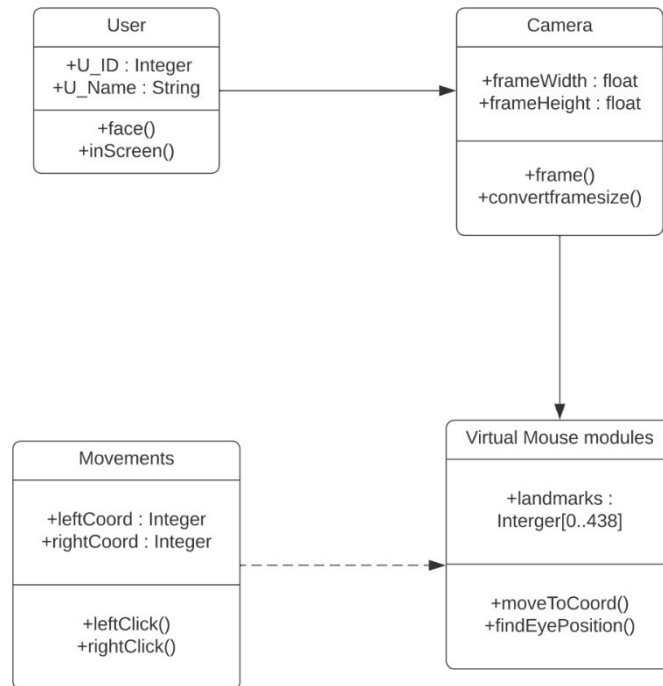 User
+U_ID : Integer
+U_Name : String
+face()
+inScreen()
Camera
+frameWidth : float
+frameHeight : float
+frame()
+convertframesize()
Movements
+leftCoord : Integer
+rightCoord : Integer
+leftClick()
+rightClick()
Virtual Mouse modules
+landmarks :
Interger[0..438]
+moveToCoord()
+findEyePosition()